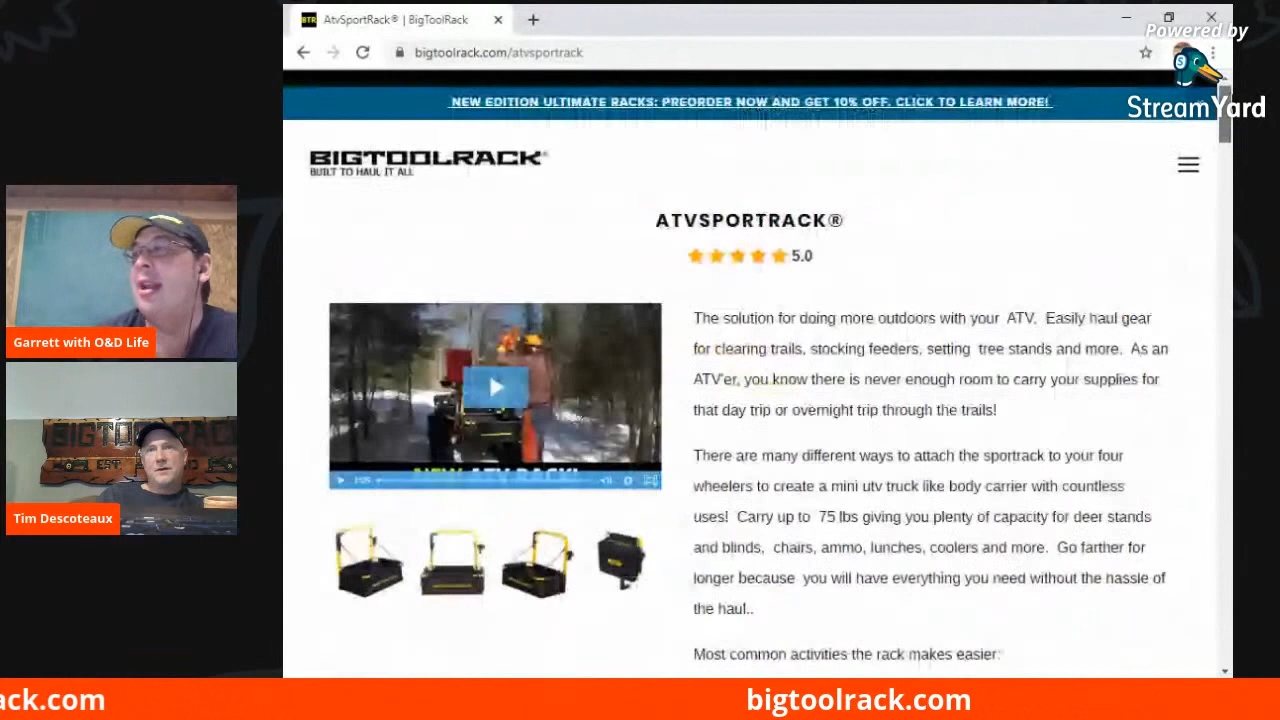 AtvSportRack® | BigToolRack
bigtoolrack.com/atvsportrack
Powered by
StreamYard
NEW EDITION ULTIMATE RACKS: PREORDER NOW AND GET 10% OFF. CLICK TO LEARN MORE!
BIGTOOLRACK®
BUILT TO HAUL IT ALL
ATVSPORTRACK®
5.0
The solution for doing more outdoors with your ATV. Easily haul gear
for clearing trails, stocking feeders, setting tree stands and more. As an
ATV'er, you know there is never enough room to carry your supplies for
that day trip or overnight trip through the trails!
There are many different ways to attach the sportrack to your four
wheelers to create a mini utv truck like body carrier with countless
uses! Carry up to 75 lbs giving you plenty of capacity for deer stands
and blinds, chairs, ammo, lunches, coolers and more. Go farther for
longer because you will have everything you need without the hassle of
the haul..
Most common activities the rack makes easier:
NEW ATV RACK!
Garrett with O&D Life
BIGTOOLRACK
Tim Descoteaux
ack.com
bigtoolrack.com